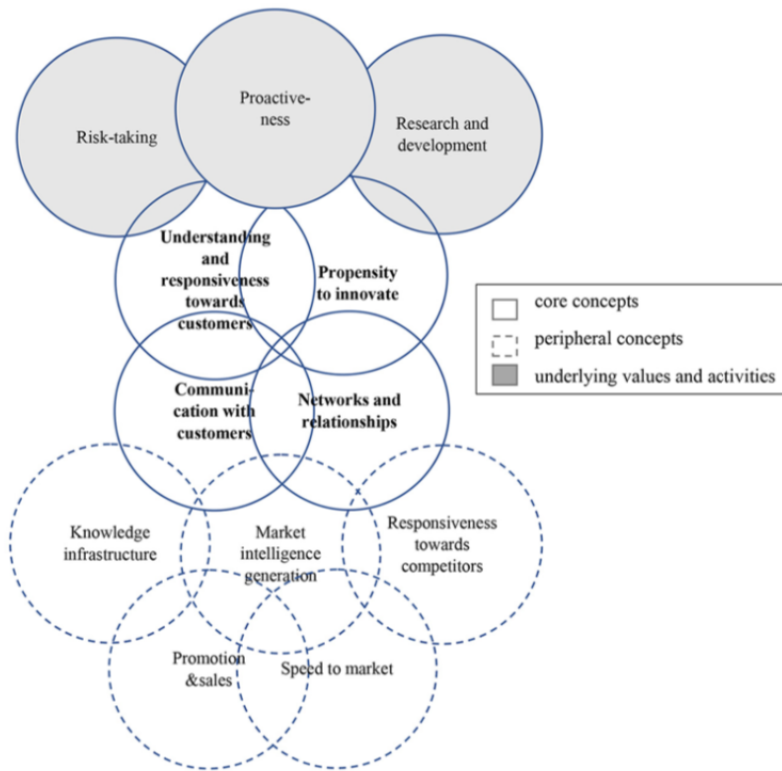 Proactive-
ness
Risk-taking
Research and
development
Understanding
and
responsiveness
towards
customers
Propensity
to innovate
core concepts
peripheral concepts
underlying values and activities
Communi-
cation with
customers
Networks and
relationships
Knowledge
infrastructure
Market
intelligence
generation
Responsiveness
towards
competitors
Promotion
&sales
Speed to market